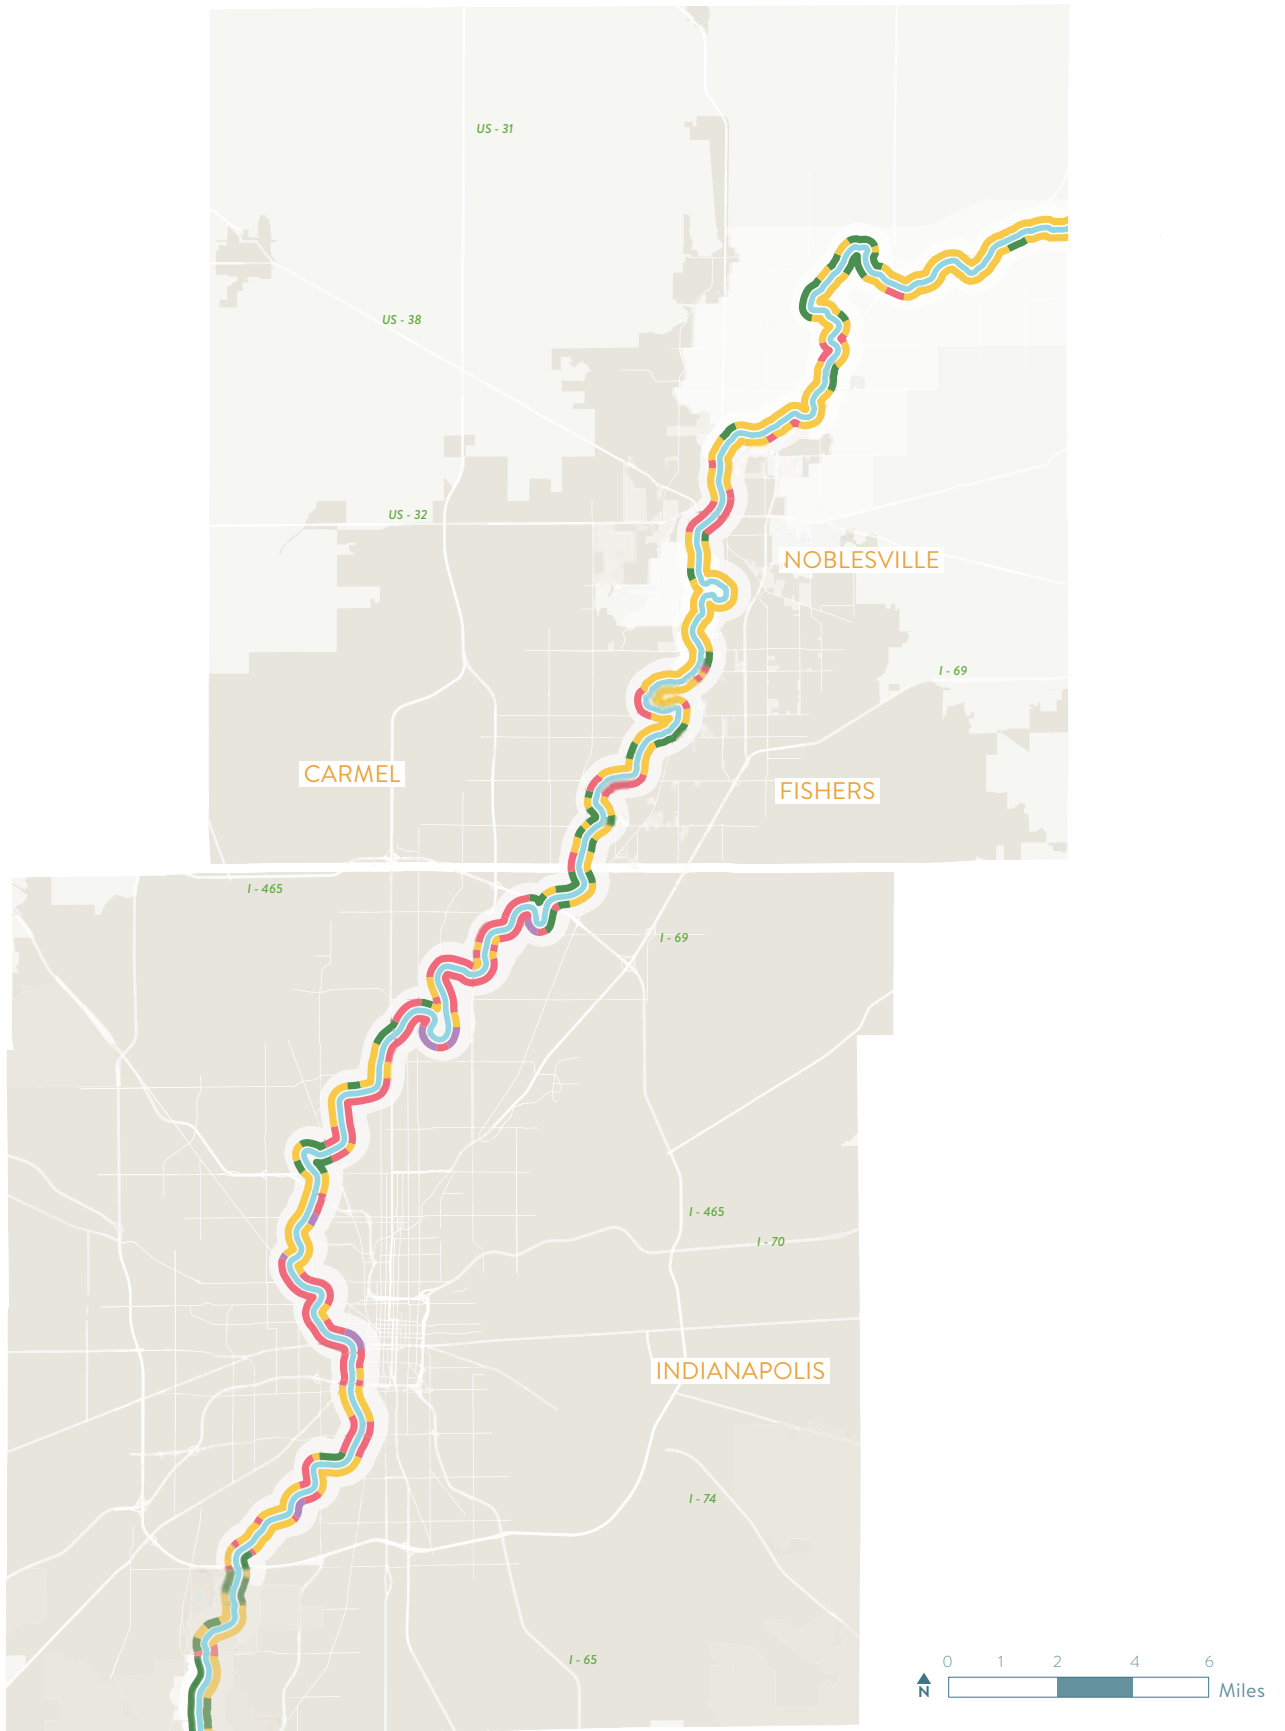 US - 31
US - 38
US - 32
NOBLESVILLE
I - 69
CARMEL
FISHERS
I - 465
I - 69
I - 465
I - 70
INDIANAPOLIS
I - 74
I - 65
0 1 2 4 6
N
Miles